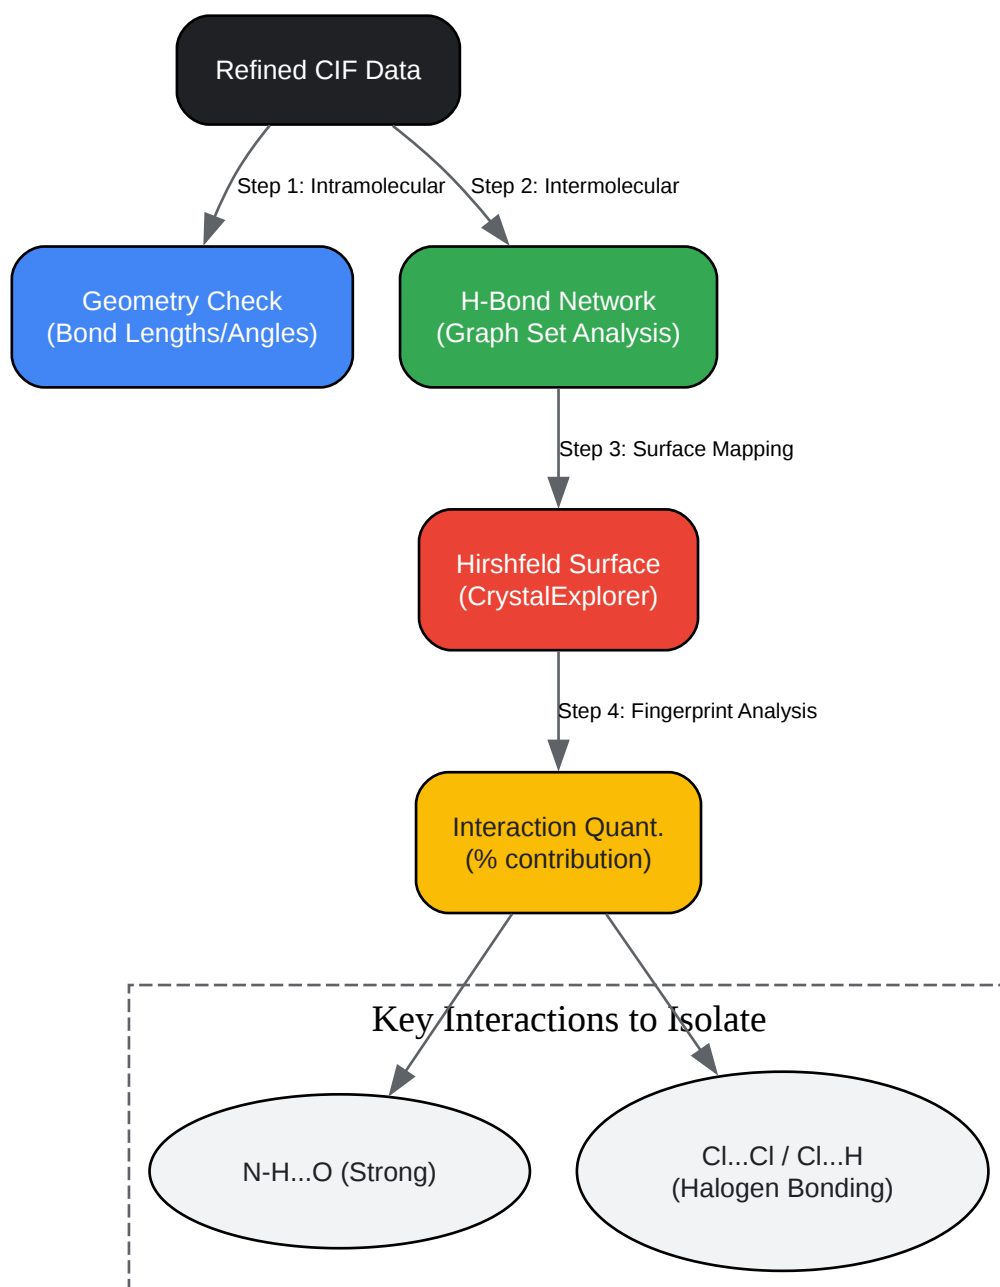 Refined CIF Data
Step 1: Intramolecular
Step 2: Intermolecular
Geometry Check
(Bond Lengths/Angles)
H-Bond Network
(Graph Set Analysis)
Step 3: Surface Mapping
Hirshfeld Surface
(CrystalExplorer)
Step 4: Fingerprint Analysis
Interaction Quant.
(% contribution)
Key Interactions to Isolate
N-H...O (Strong)
Cl...Cl / Cl...H
(Halogen Bonding)